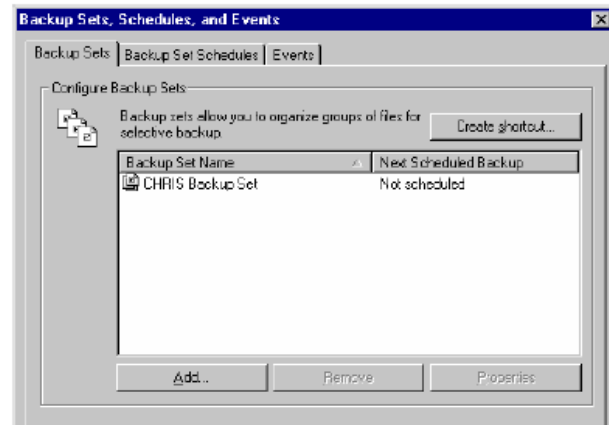 Backup Sets, Schedules, and Events
Backup Sets
Backup Set Schedules
Events
Configure Backup Sets
Backup sets allow you to organize groups of files for
selective backup.
Create shortcut...
Backup Set Name
Next Scheduled Backup
CHRIS Backup Set
Not scheduled
Add...
Remove
Properties